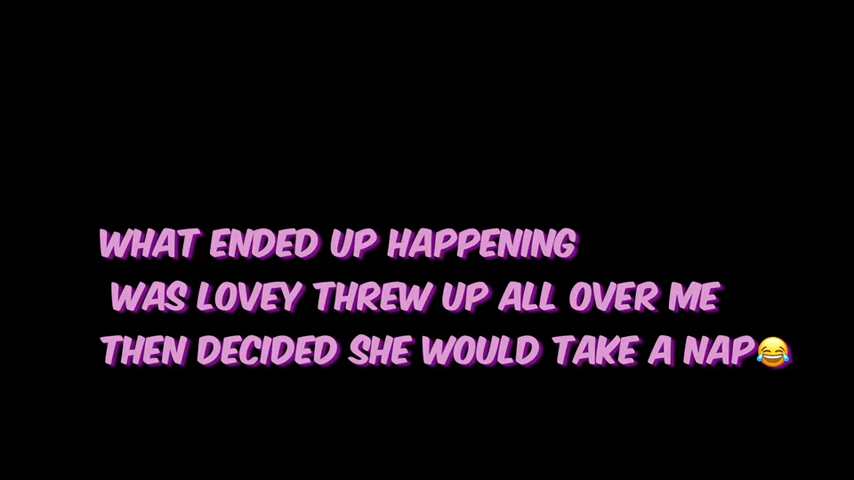 WHAT ENDED UP HAPPENING
WAS LOVEY THREW UP ALL OVER ME
THEN DECIDED SHE WOULD TAKE A NAP😂